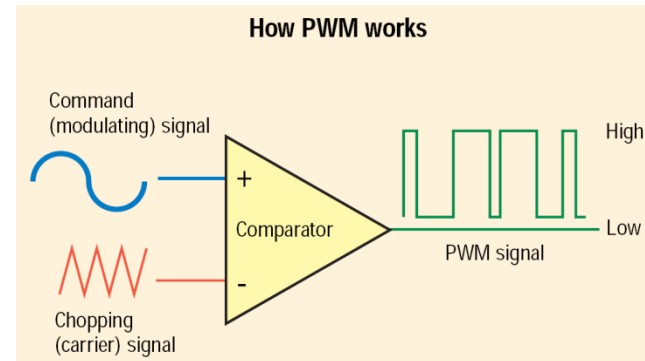 How PWM works
Command
(modulating) signal
+
Comparator
-
Chopping
(carrier) signal
High
Low
PWM signal